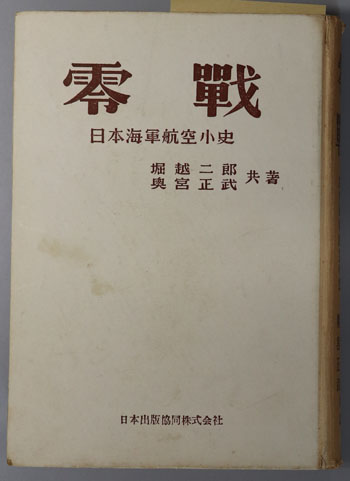 零戰
日本海軍航空小史
堀越二郎
奥宮正武
共著
日本出版協同株式会社